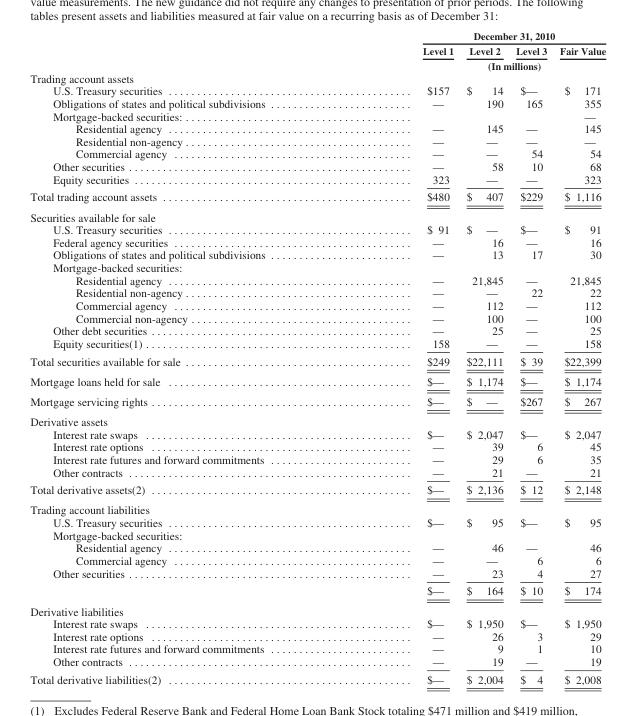 value measurements. The new guidance did not require any changes to presentation of prior periods. The following
tables present assets and liabilities measured at fair value on a recurring basis as of December 31:
December 31, 2010
Level 1 Level 2 Level 3 Fair Value
(In millions)
Trading account assets
U.S. Treasury securities $157 $ 14 $— $ 171
Obligations of states and political subdivisions — 190 165 355
Mortgage-backed securities: —
Residential agency — 145 — 145
Residential non-agency — — — —
Commercial agency — — 54 54
Other securities — 58 10 68
Equity securities 323 — — 323
Total trading account assets $480 $ 407 $229 $ 1,116
Securities available for sale
U.S. Treasury securities $ 91 $ — $— $ 91
Federal agency securities — 16 — 16
Obligations of states and political subdivisions — 13 17 30
Mortgage-backed securities:
Residential agency — 21,845 — 21,845
Residential non-agency — — 22 22
Commercial agency — 112 — 112
Commercial non-agency — 100 — 100
Other debt securities — 25 — 25
Equity securities(1) 158 — — 158
Total securities available for sale $249 $22,111 $ 39 $22,399
Mortgage loans held for sale $— $ 1,174 $— $ 1,174
Mortgage servicing rights $— $ — $267 $ 267
Derivative assets
Interest rate swaps $— $ 2,047 $— $ 2,047
Interest rate options — 39 6 45
Interest rate futures and forward commitments — 29 6 35
Other contracts — 21 — 21
Total derivative assets(2) $— $ 2,136 $ 12 $ 2,148
Trading account liabilities
U.S. Treasury securities $— $ 95 $— $ 95
Mortgage-backed securities:
Residential agency — 46 — 46
Commercial agency — — 6 6
Other securities — 23 4 27
$— $ 164 $ 10 $ 174
Derivative liabilities
Interest rate swaps $— $ 1,950 $— $ 1,950
Interest rate options — 26 3 29
Interest rate futures and forward commitments — 9 1 10
Other contracts — 19 — 19
Total derivative liabilities(2) $— $ 2,004 $ 4 $ 2,008
(1) Excludes Federal Reserve Bank and Federal Home Loan Bank Stock totaling $471 million and $419 million,